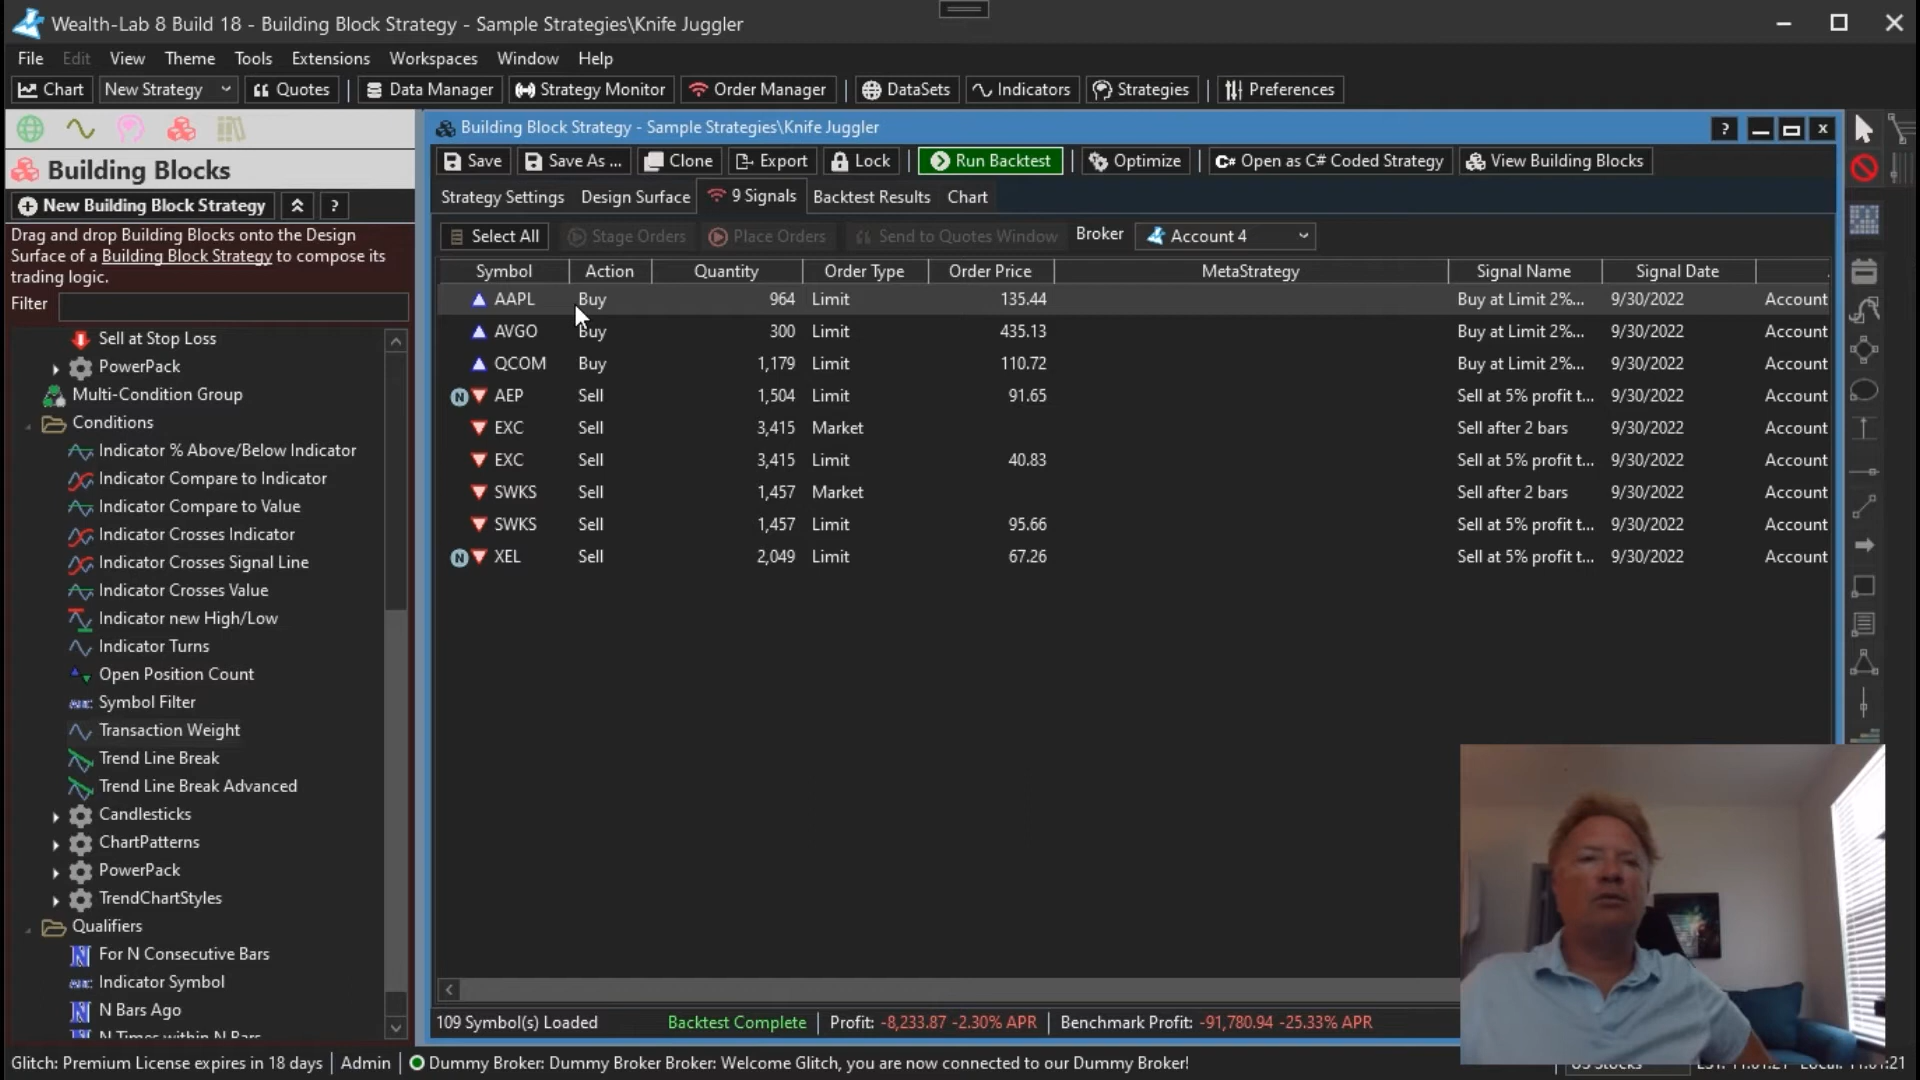 Wealth-Lab 8 Build 18 - Building Block Strategy - Sample Strategies\Knife Juggler
File Edit View Theme Tools Extensions Workspaces Window Help
Chart New Strategy Quotes Data Manager Strategy Monitor Order Manager DataSets Indicators Strategies Preferences
Building Blocks
New Building Block Strategy ?
Drag and drop Building Blocks onto the Design
Surface of a Building Block Strategy to compose its
trading logic.
Filter
Sell at Stop Loss
PowerPack
Multi-Condition Group
Conditions
Indicator % Above/Below Indicator
Indicator Compare to Indicator
Indicator Compare to Value
Indicator Crosses Indicator
Indicator Crosses Signal Line
Indicator Crosses Value
Indicator new High/Low
Indicator Turns
Open Position Count
ABC: Symbol Filter
Transaction Weight
Trend Line Break
Trend Line Break Advanced
Candlesticks
ChartPatterns
PowerPack
TrendChartStyles
Qualifiers
N For N Consecutive Bars
ABC: Indicator Symbol
N N Bars Ago
N N Times within N Bars
Building Block Strategy - Sample Strategies\Knife Juggler ?
Save Save As ... Clone Export Lock Run Backtest Optimize C# Open as C# Coded Strategy View Building Blocks
Strategy Settings Design Surface 9 Signals Backtest Results Chart
Select All Stage Orders Place Orders Send to Quotes Window Broker Account 4
Symbol Action Quantity Order Type Order Price MetaStrategy Signal Name Signal Date
AAPL Buy 964 Limit 135.44 Buy at Limit 2%... 9/30/2022 Account
AVGO Buy 300 Limit 435.13 Buy at Limit 2%... 9/30/2022 Account
QCOM Buy 1,179 Limit 110.72 Buy at Limit 2%... 9/30/2022 Account
N AEP Sell 1,504 Limit 91.65 Sell at 5% profit t... 9/30/2022 Account
EXC Sell 3,415 Market Sell after 2 bars 9/30/2022 Account
EXC Sell 3,415 Limit 40.83 Sell at 5% profit t... 9/30/2022 Account
SWKS Sell 1,457 Market Sell after 2 bars 9/30/2022 Account
SWKS Sell 1,457 Limit 95.66 Sell at 5% profit t... 9/30/2022 Account
N XEL Sell 2,049 Limit 67.26 Sell at 5% profit t... 9/30/2022 Account
109 Symbol(s) Loaded Backtest Complete Profit: -8,233.87 -2.30% APR Benchmark Profit: -91,780.94 -25.33% APR
Glitch: Premium License expires in 18 days Admin Dummy Broker: Dummy Broker Broker: Welcome Glitch, you are now connected to our Dummy Broker!